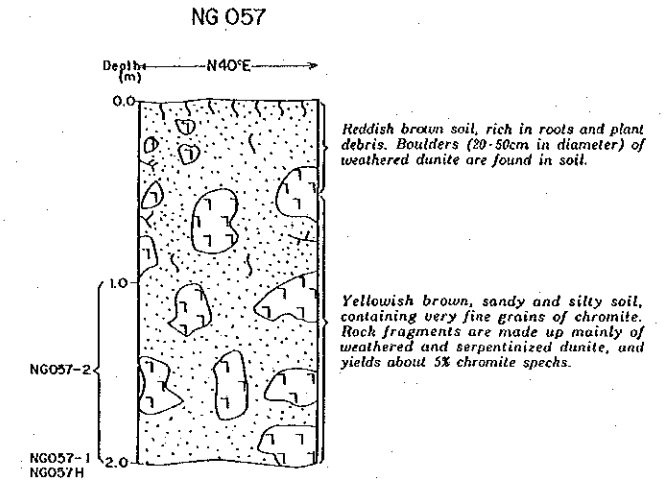 NG 057
Depth
(m)
N40°E
0.0
Reddish brown soil, rich in roots and plant
debris. Boulders (20-50cm in diameter) of
weathered dunite are found in soil.
1.0
Yellowish brown, sandy and silty soil,
containing very fine grains of chromite.
Rock fragments are made up mainly of
weathered and serpentinized dunite, and
yields about 5% chromite specks.
NG057-2
NG057-1
NG057H
2.0